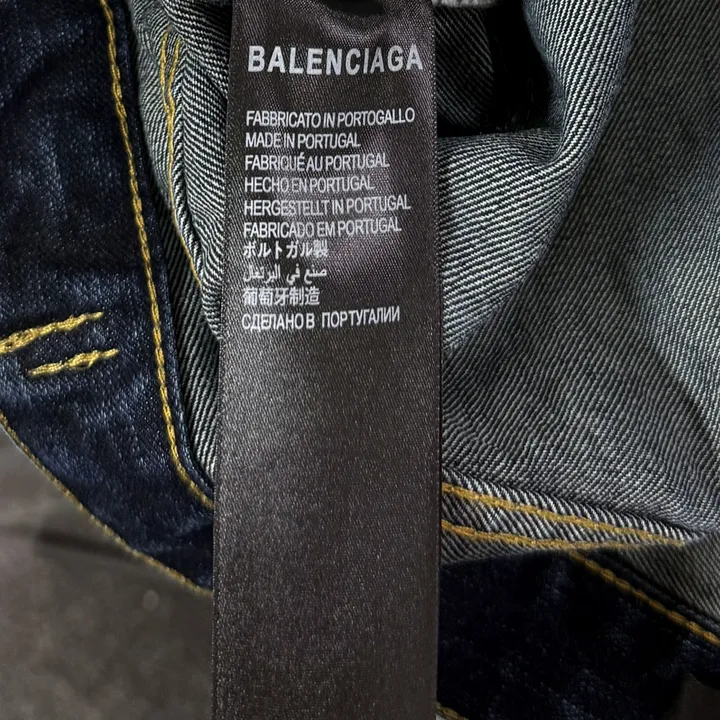 BALENCIAGA
FABBRICATO IN PORTOGALLO
MADE IN PORTUGAL
FABRIQUÉ AU PORTUGAL
HECHO EN PORTUGAL
HERGESTELLT IN PORTUGAL
FABRICADO EM PORTUGAL
ポルトガル製
صنع في البرتغال
葡萄牙制造
СДЕЛАНО В ПОРТУГАЛИИ